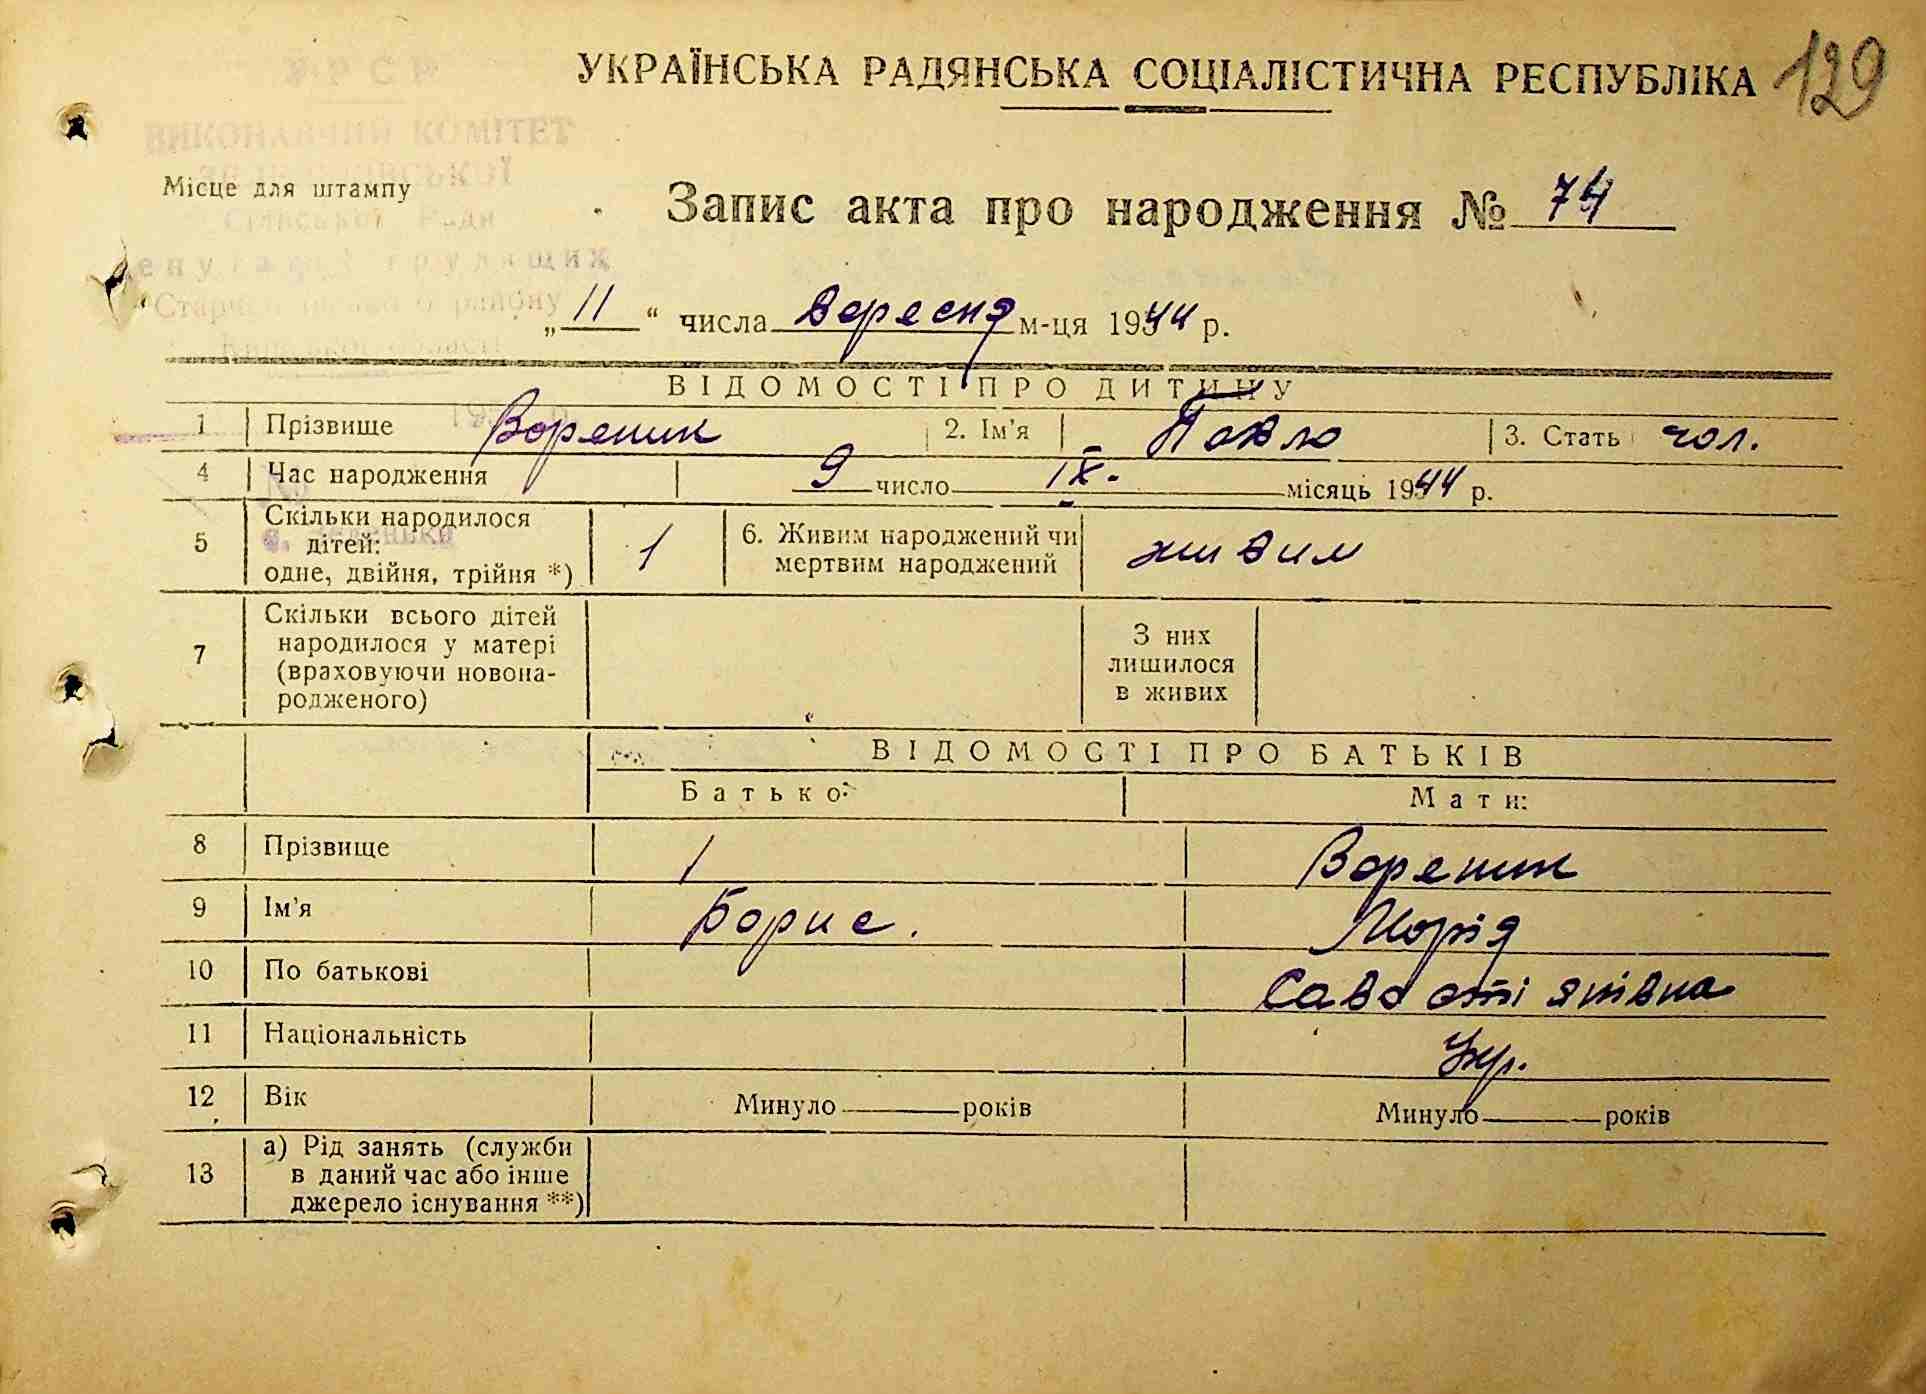 129
УКРАЇНСЬКА РАДЯНСЬКА СОЦІАЛІСТИЧНА РЕСПУБЛІКА
УРСР
ВИКОНАВЧИЙ КОМІТЕТ
Місце для штампу
Запис акта про народження № 74
„ 11 “ числа Вересня м-ця 1944 р.
ВІДОМОСТІ ПРО ДИТИНУ
1 Прізвище Вореник 2. Ім'я Павло 3. Стать чол.
4 Час народження 9 число IX. місяць 1944 р.
5 Скільки народилося дітей: одне, двійня, трійня *) 1 6. Живим народжений чи мертвим народжений живим
7 Скільки всього дітей народилося у матері (враховуючи новонародженого) З них лишилося в живих
ВІДОМОСТІ ПРО БАТЬКІВ
Батько: Мати:
8 Прізвище / Вореник
9 Ім'я Борис. Марія
10 По батькові Савастіянівна
11 Національність Укр.
12 Вік Минуло років Минуло років
13 а) Рід занять (служби
в даний час або інше
джерело існування **)